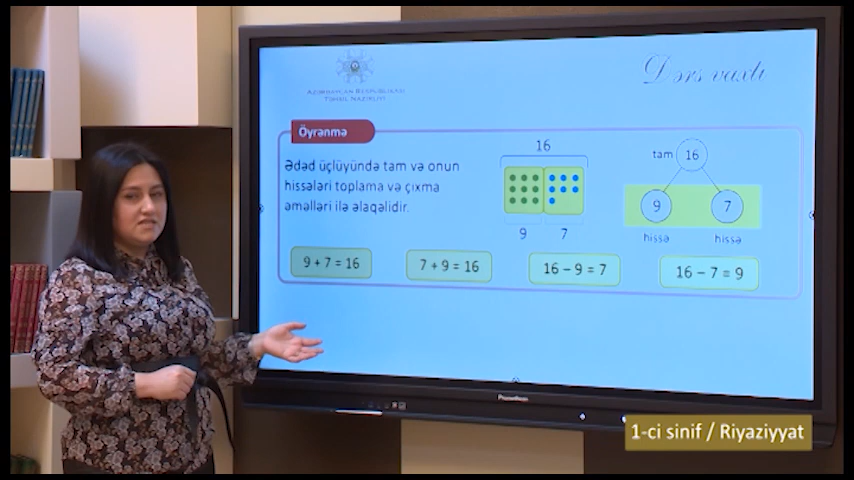 AZƏRBAYCAN RESPUBLİKASI
TƏHSİL NAZİRLİYİ
Dərs vaxtı
Öyrənmə
Ədəd üçlüyündə tam və onun
hissələri toplama və çıxma
əməlləri ilə əlaqəlidir.
16
9 7
tam 16
9 7
hissə hissə
9 + 7 = 16
7 + 9 = 16
16 – 9 = 7
16 – 7 = 9
Promethean
1-ci sinif / Riyaziyyat